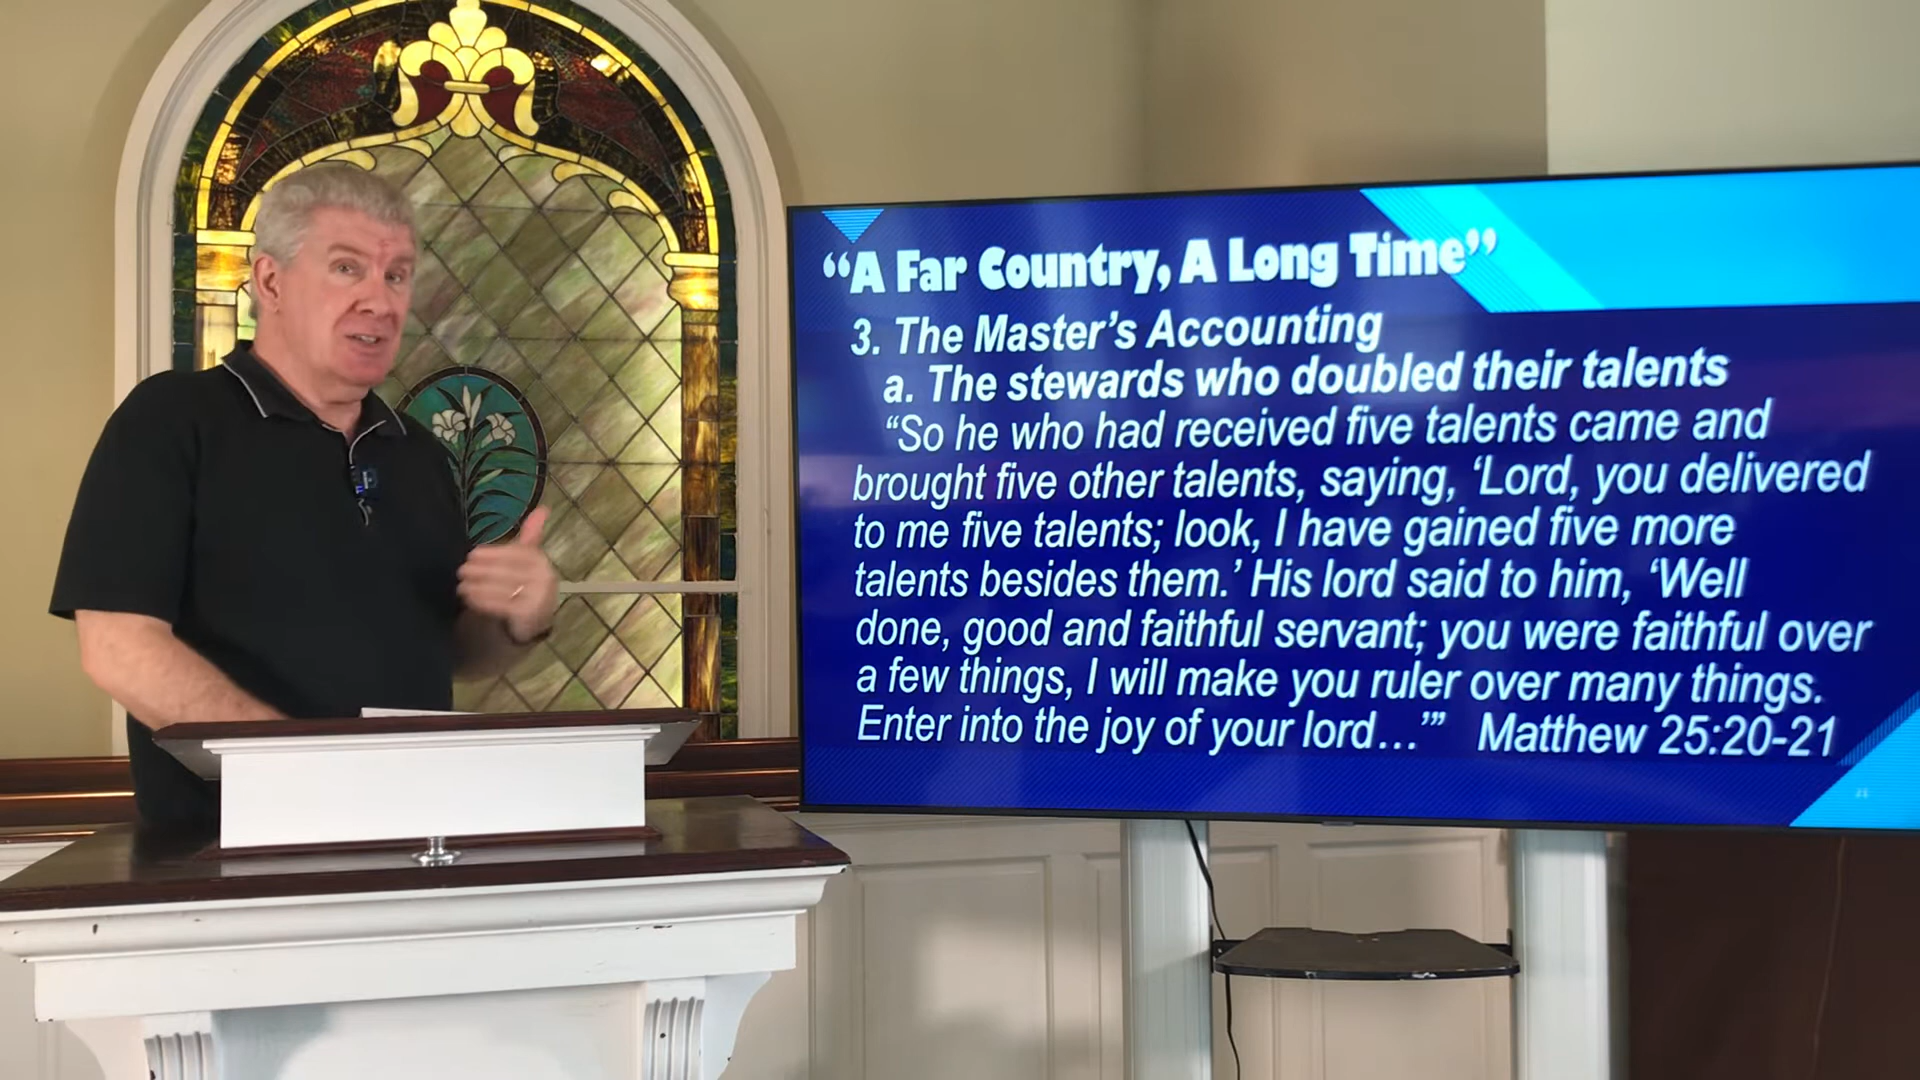 “A Far Country, A Long Time”
3. The Master’s Accounting
a. The stewards who doubled their talents
“So he who had received five talents came and
brought five other talents, saying, ‘Lord, you delivered
to me five talents; look, I have gained five more
talents besides them.’ His lord said to him, ‘Well
done, good and faithful servant; you were faithful over
a few things, I will make you ruler over many things.
Enter into the joy of your lord…’” Matthew 25:20-21